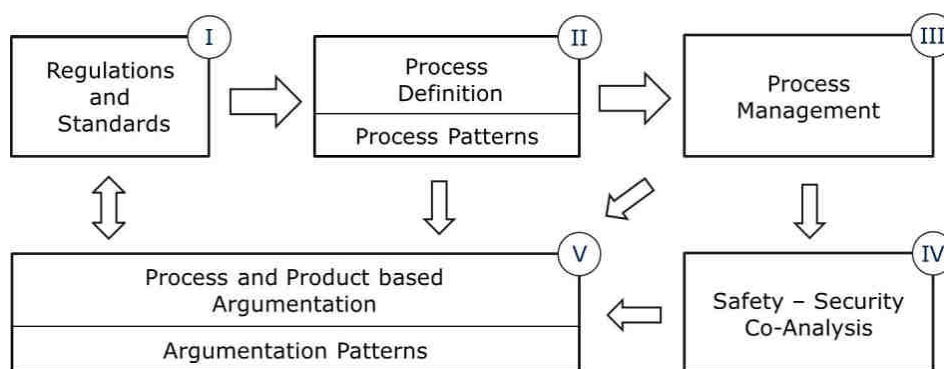 I
Regulations
and
Standards
II
Process
Definition
Process Patterns
III
Process
Management
V
Process and Product based
Argumentation
Argumentation Patterns
IV
Safety – Security
Co-Analysis